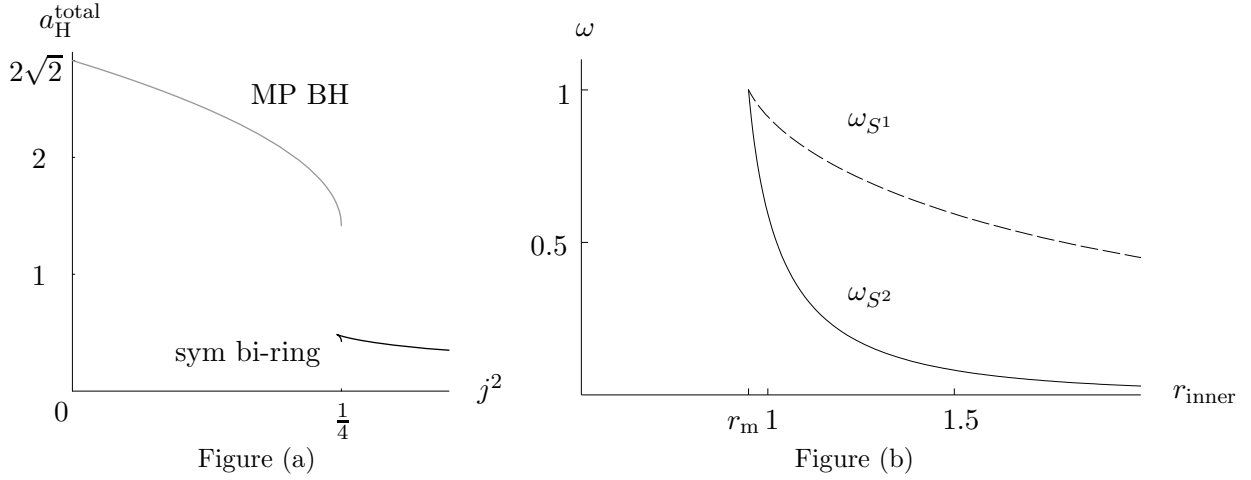 a_H^total
2√2
MP BH
2
1
sym bi-ring
0
1/4
j^2
Figure (a)
ω
1
ω_{S^1}
0.5
ω_{S^2}
r_m
1
1.5
r_inner
Figure (b)